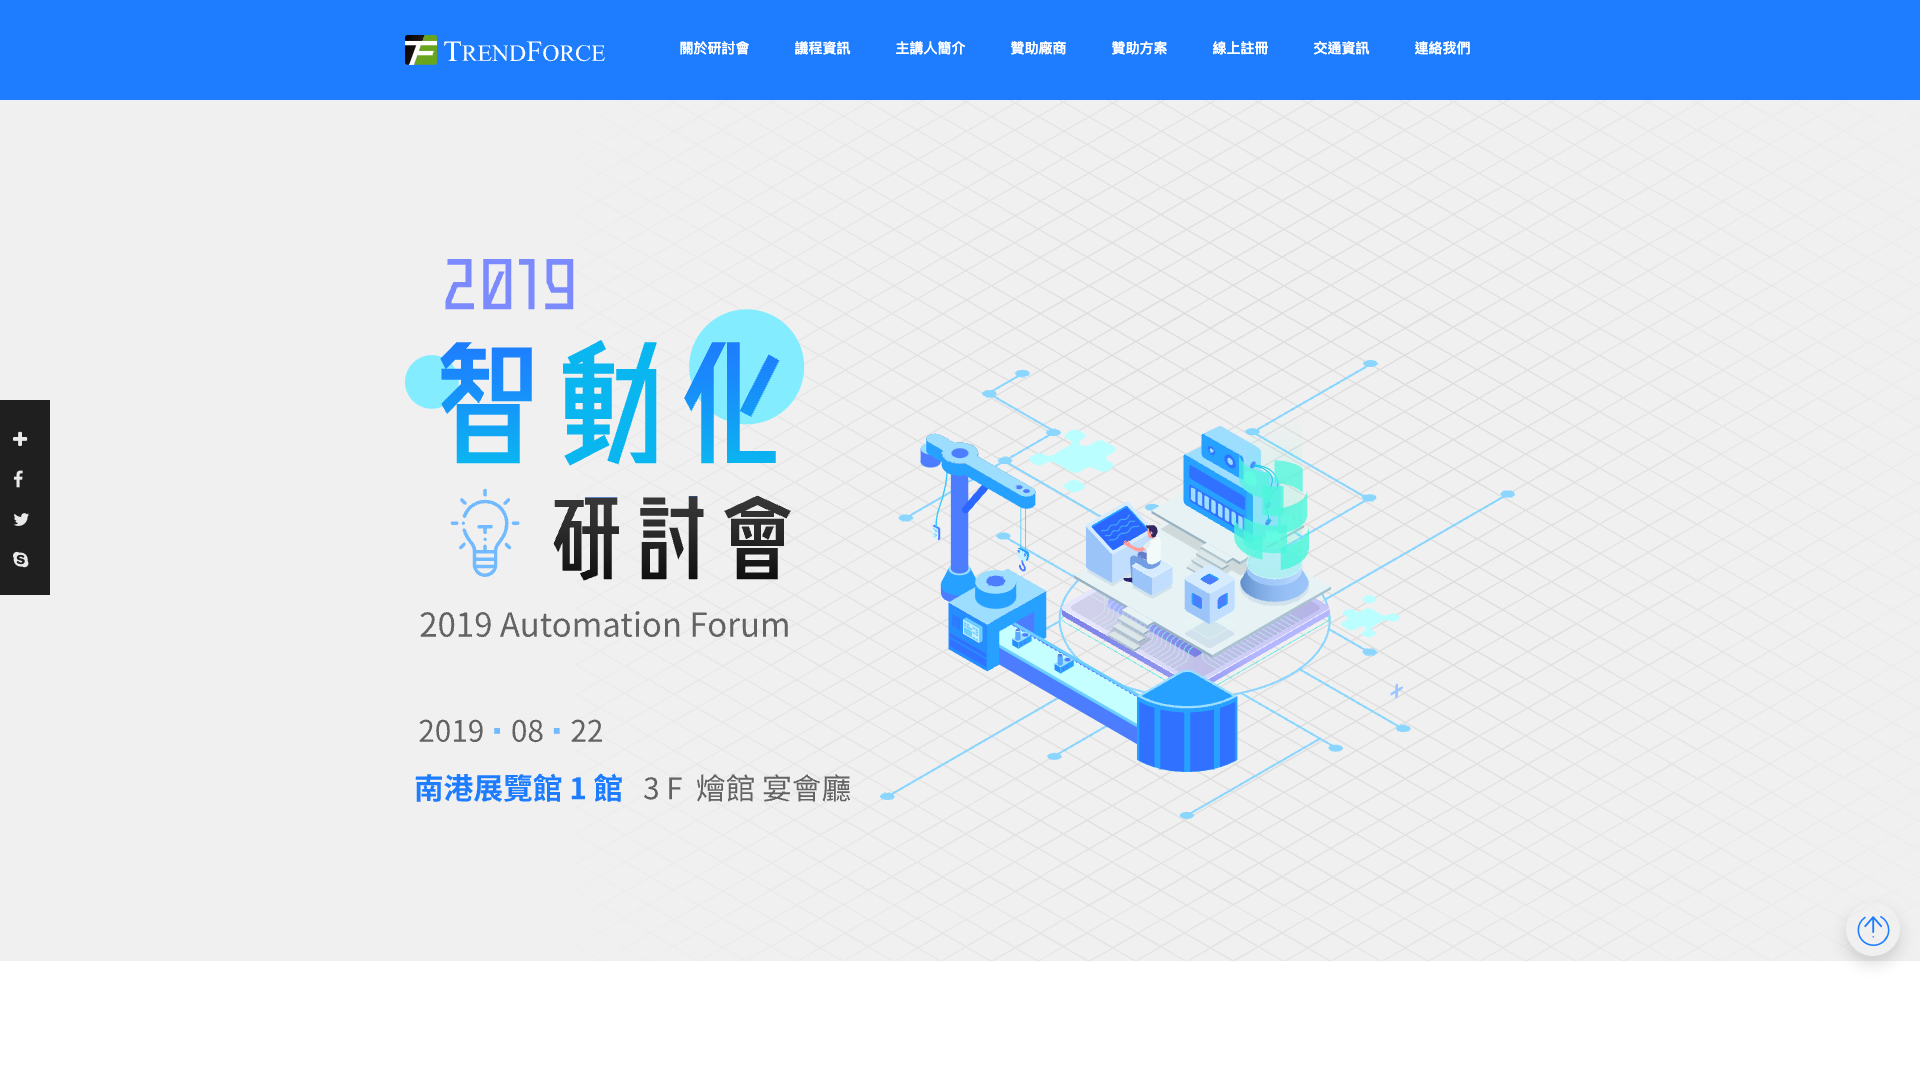 TRENDFORCE
關於研討會
議程資訊
主講人簡介
贊助廠商
贊助方案
線上註冊
交通資訊
連絡我們
2019
智動化
研討會
2019 Automation Forum
2019 ▪ 08 ▪ 22
南港展覽館 1 館 3 F 燴館 宴會廳